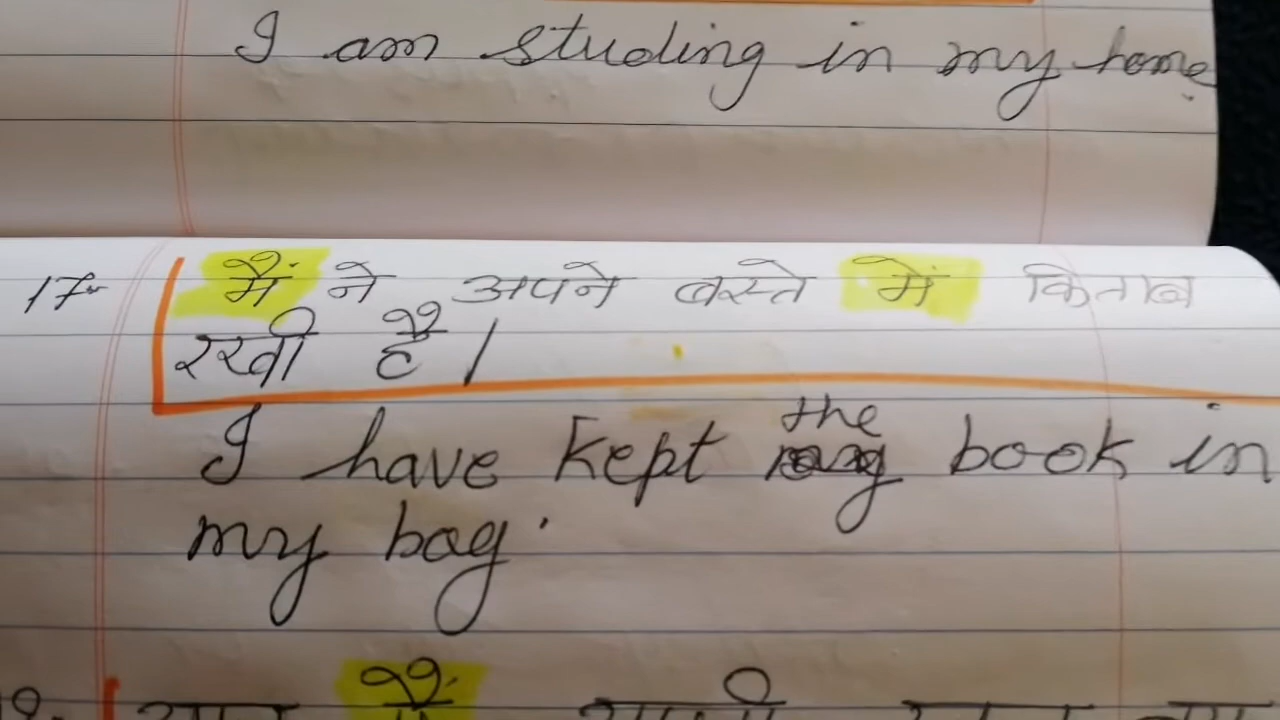 I am studing in my home
17. मैं ने अपने बस्ते में किताब
रखी है।
I have kept the book in
my bag.